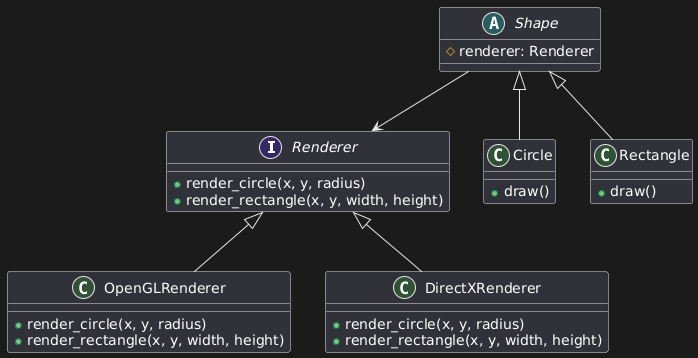 A Shape
renderer: Renderer
I Renderer
render_circle(x, y, radius)
render_rectangle(x, y, width, height)
C Circle
draw()
C Rectangle
draw()
C OpenGLRenderer
render_circle(x, y, radius)
render_rectangle(x, y, width, height)
C DirectXRenderer
render_circle(x, y, radius)
render_rectangle(x, y, width, height)